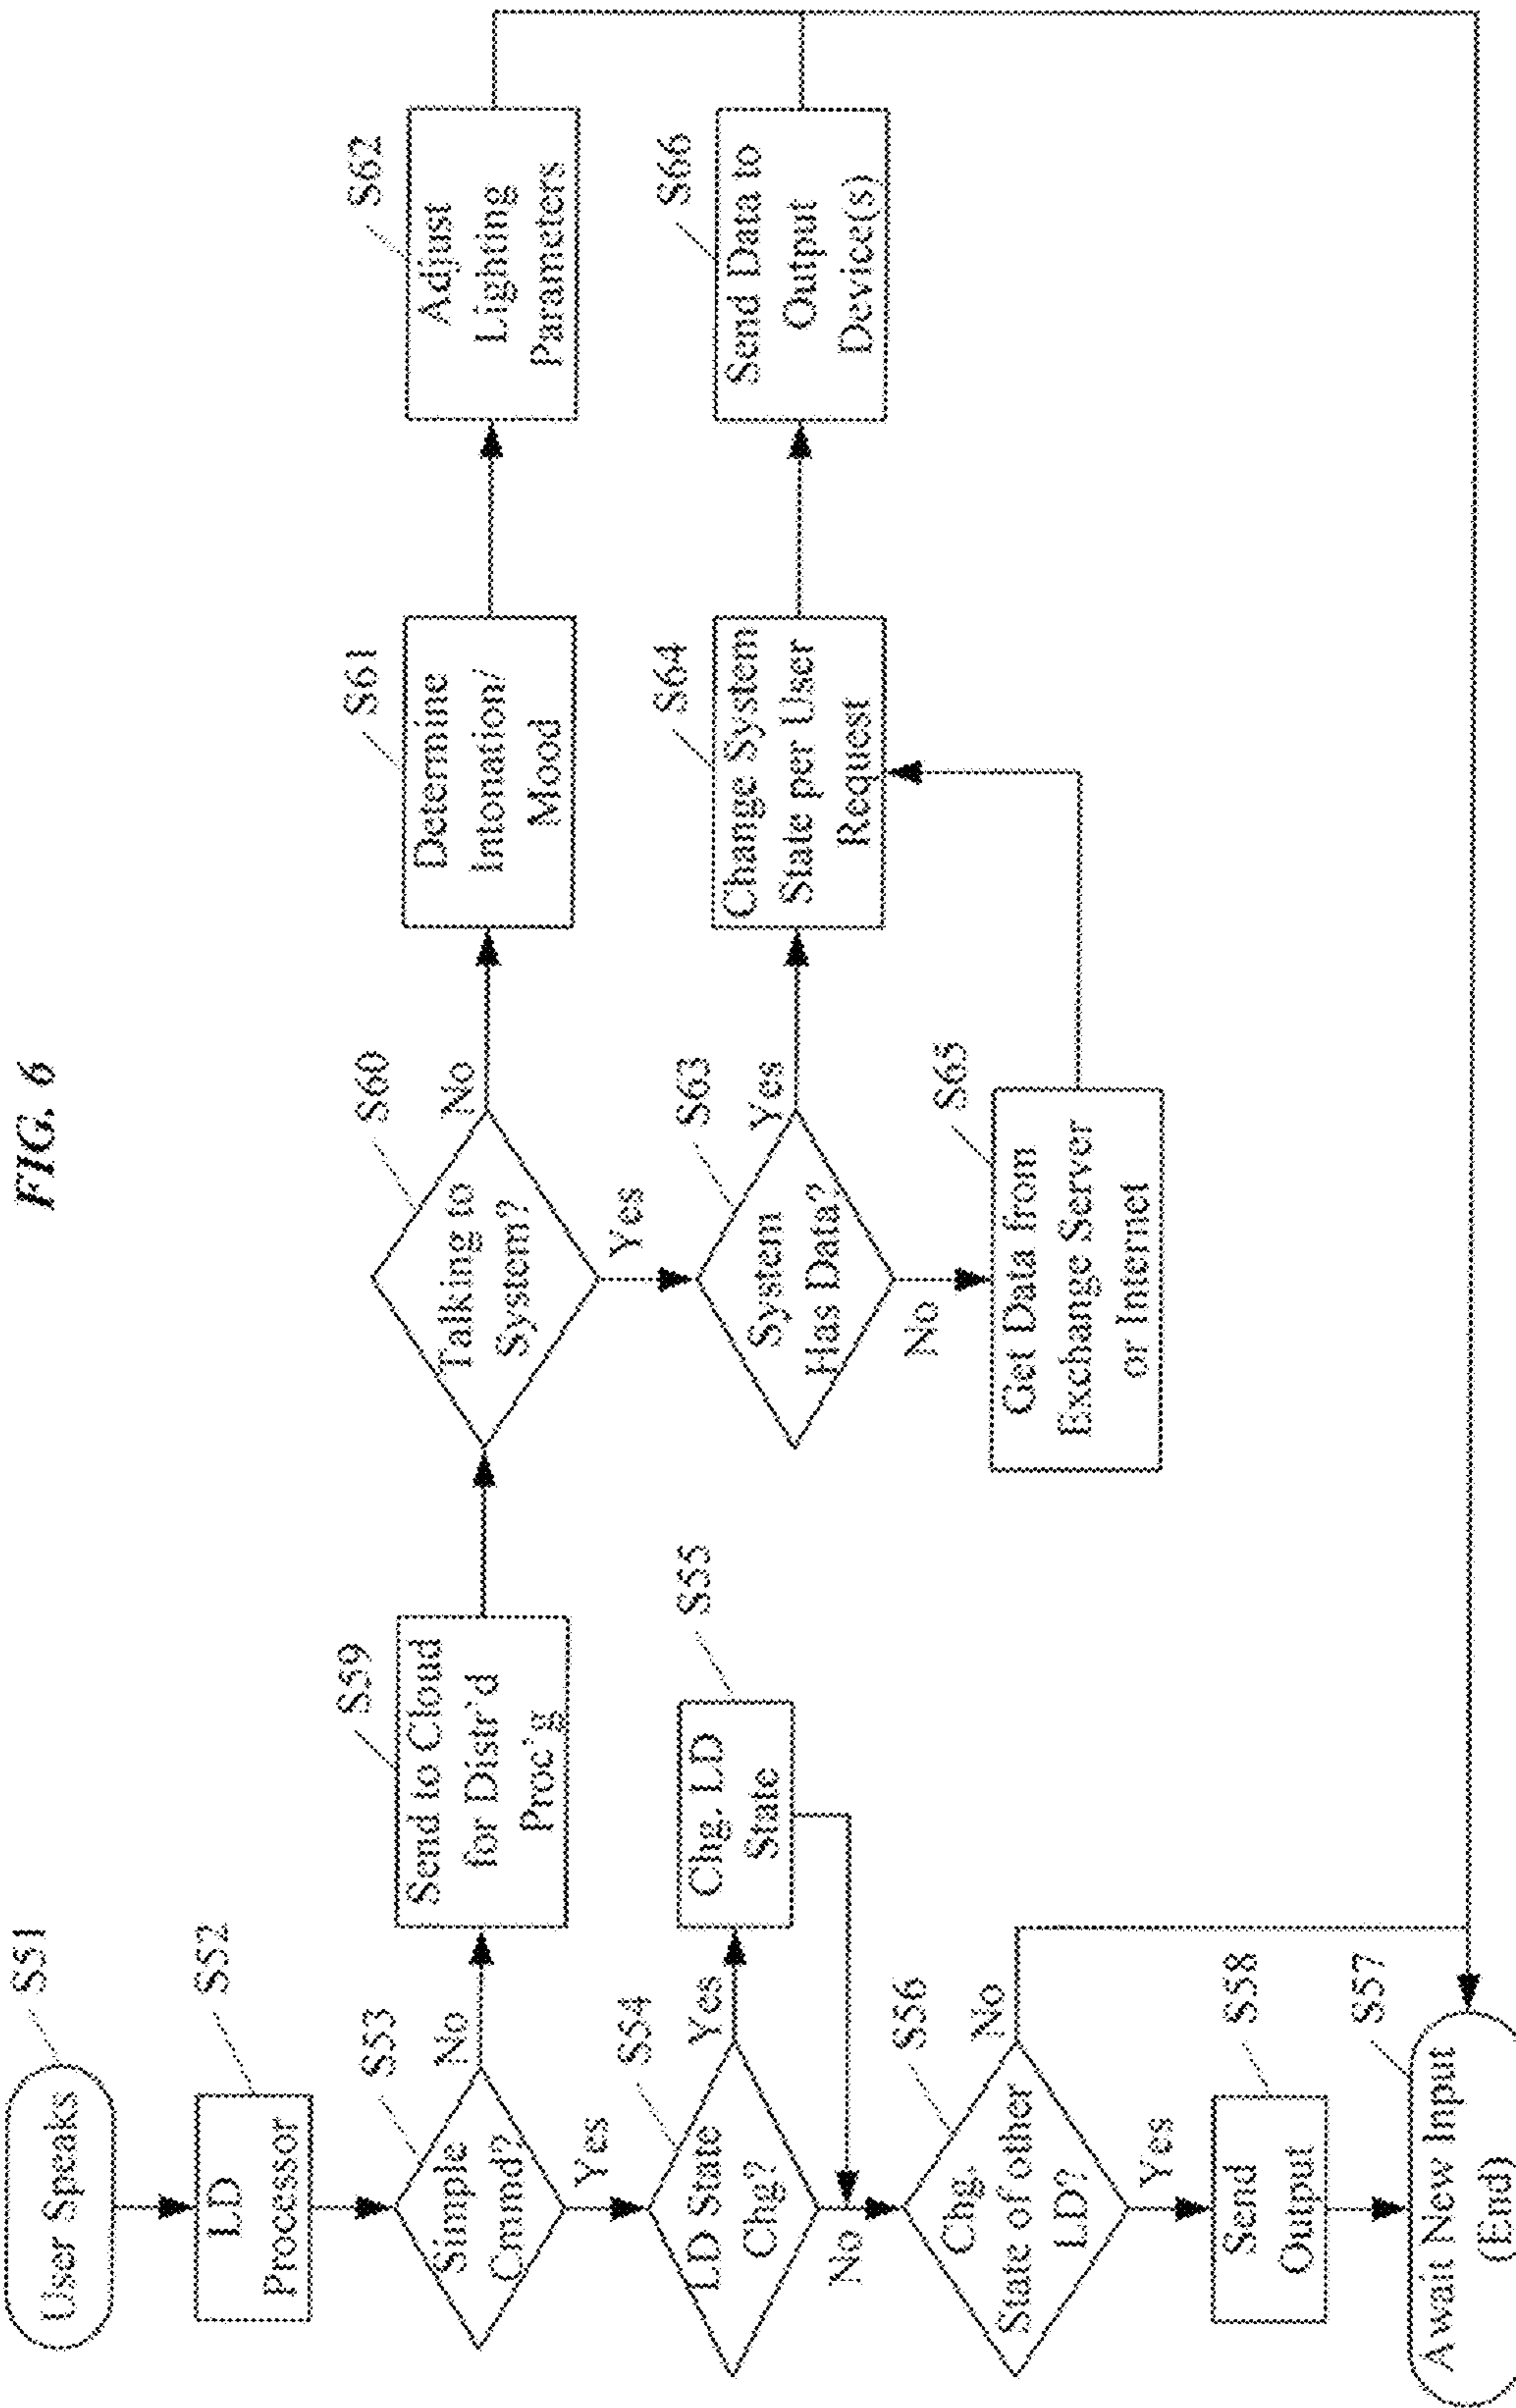 FIG. 6
S51
User Speaks
S52
LD
Processor
S53
Simple
Cmnd?
No
Yes
S59
Send to Cloud
for Distr'd
Proc'g
S60
Talking to
System?
No
Yes
S61
Determine
Intonation/
Mood
S62
Adjust
Lighting
Parameters
S54
LD State
Chg?
Yes
No
S55
Chg. LD
State
S63
System
Has Data?
Yes
No
S64
Change System
State per User
Request
S66
Send Data to
Output
Device(s)
S65
Get Data from
Exchange Server
or Internet
S56
Chg.
State of other
LD?
No
Yes
S58
Send
Output
S57
Await New Input
(End)